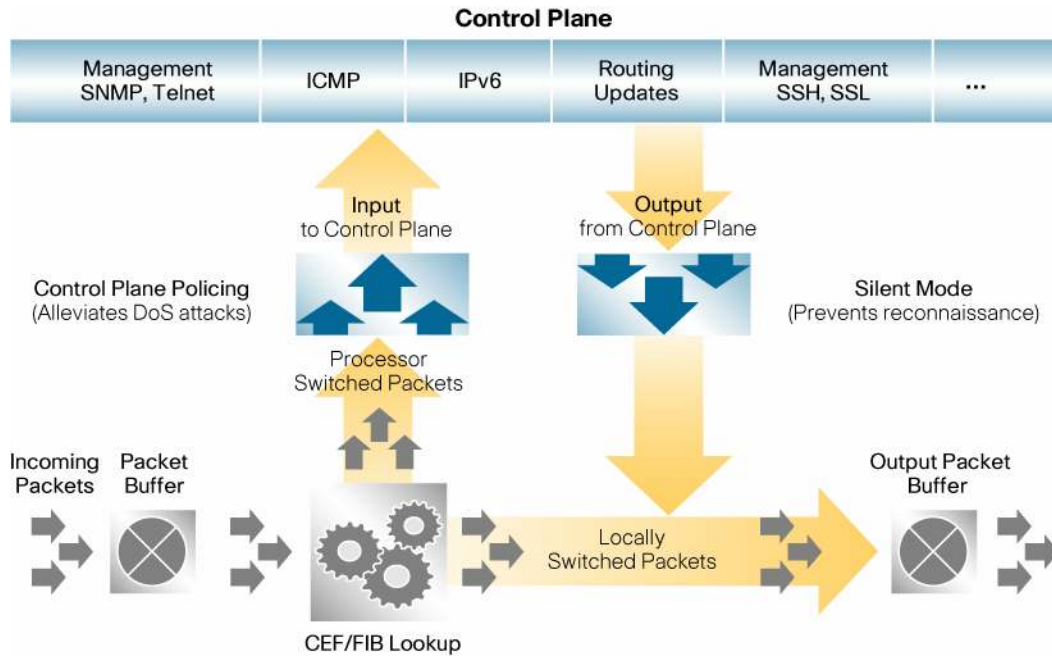 Control Plane
Management
SNMP, Telnet
ICMP
IPv6
Routing
Updates
Management
SSH, SSL
...
Input
to Control Plane
Output
from Control Plane
Control Plane Policing
(Alleviates DoS attacks)
Silent Mode
(Prevents reconnaissance)
Processor
Switched Packets
Incoming
Packets
Packet
Buffer
Output Packet
Buffer
Locally
Switched Packets
CEF/FIB Lookup